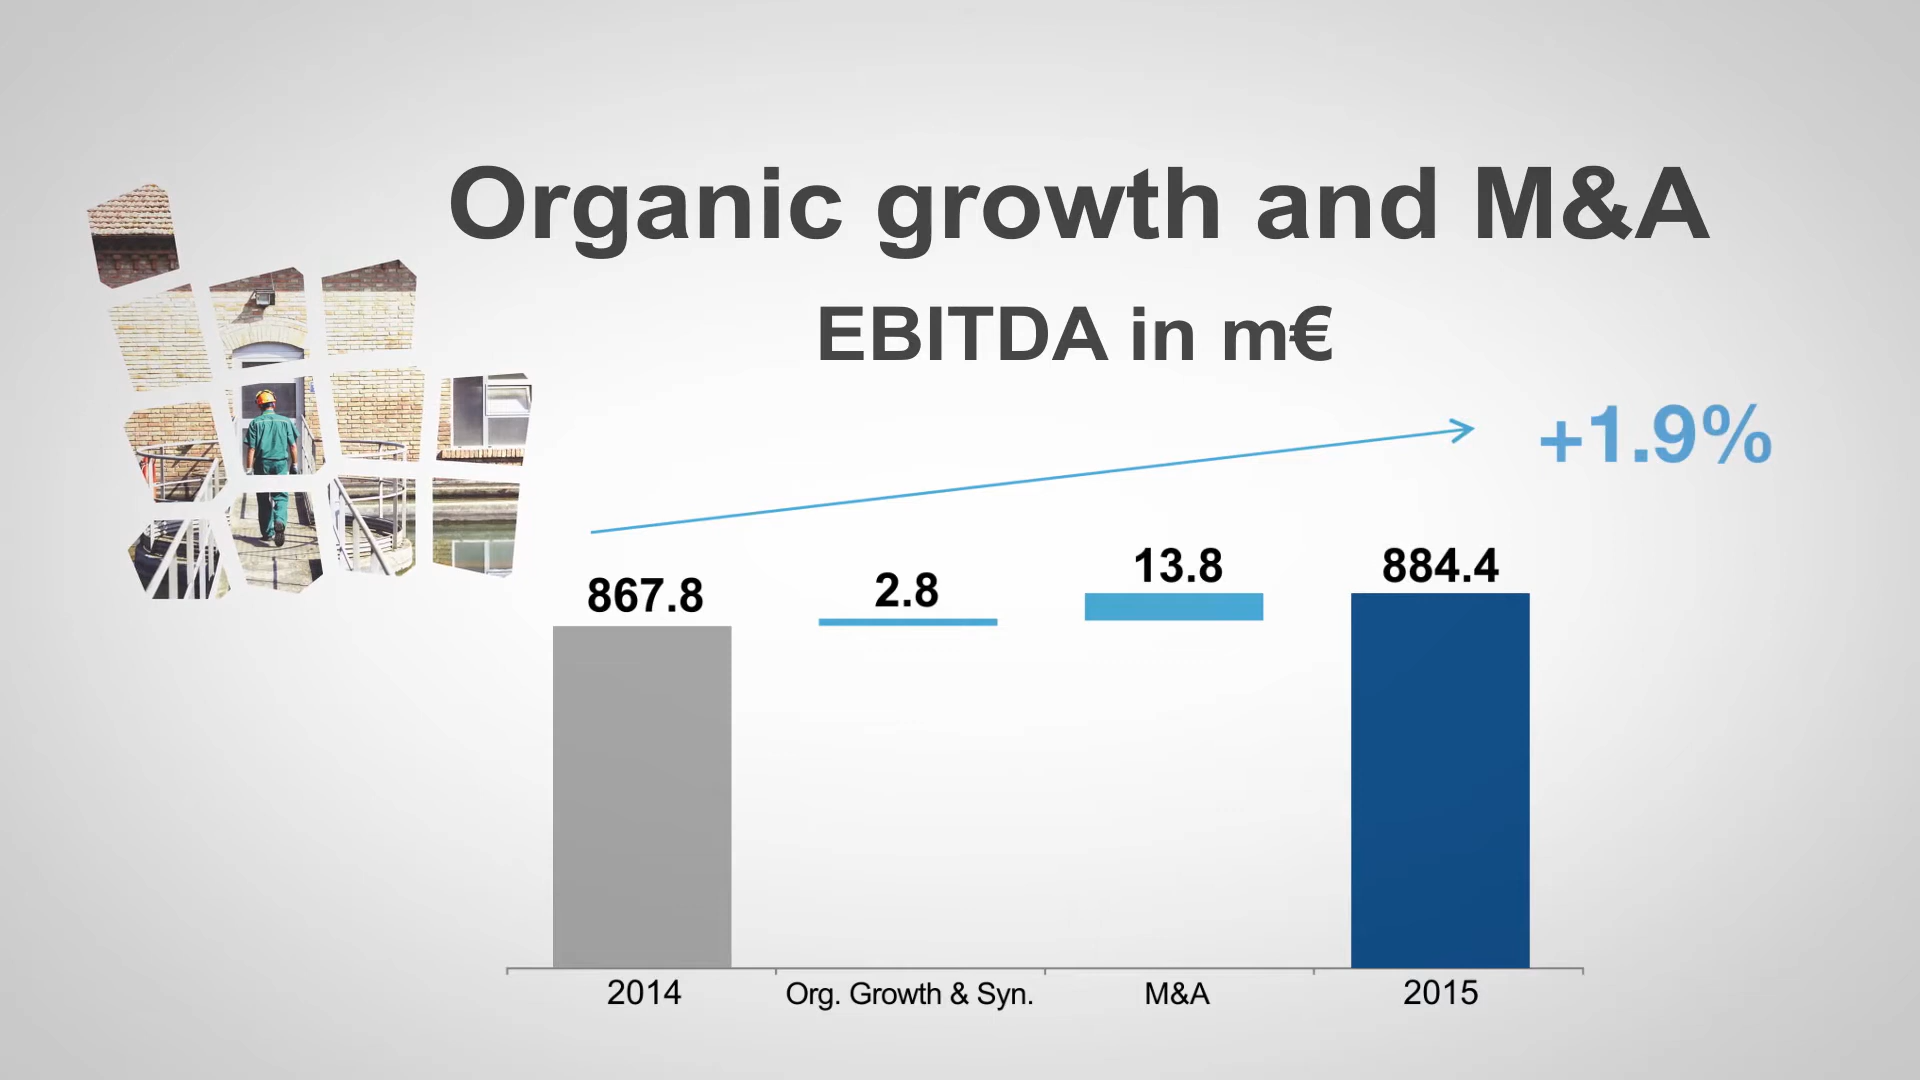 Organic growth and M&A
EBITDA in m€
+1.9%
867.8
2.8
13.8
884.4
2014
Org. Growth & Syn.
M&A
2015